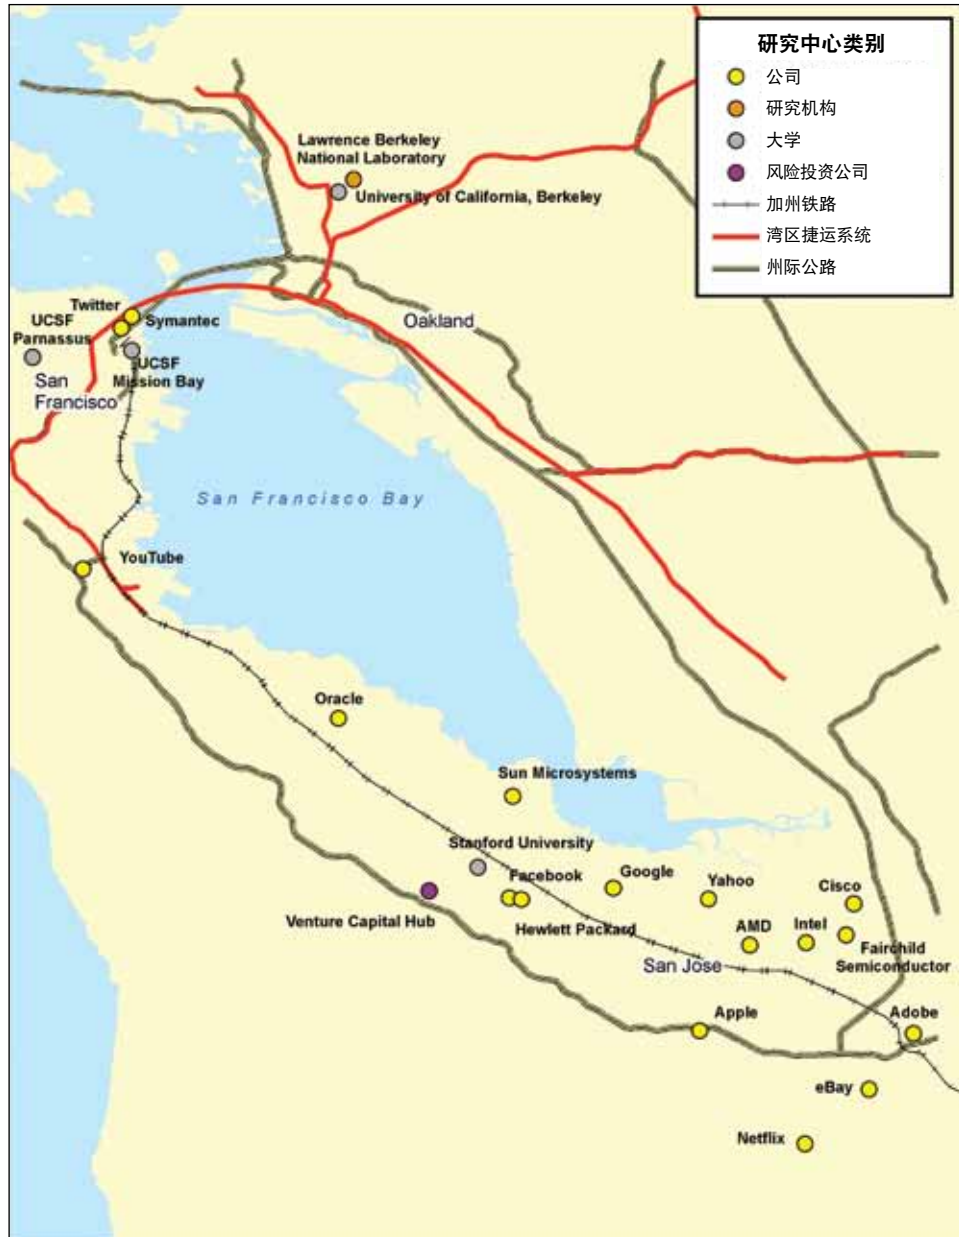 研究中心类别
公司
研究机构
大学
风险投资公司
加州铁路
湾区捷运系统
州际公路
Lawrence Berkeley
National Laboratory
University of California, Berkeley
Twitter
Symantec
UCSF
Parnassus
UCSF
Mission Bay
San
Francisco
Oakland
San Francisco Bay
YouTube
Oracle
Sun Microsystems
Stanford University
Facebook
Google
Yahoo
Cisco
Venture Capital Hub
Hewlett Packard
AMD
Intel
Fairchild
Semiconductor
San Jose
Apple
Adobe
eBay
Netflix